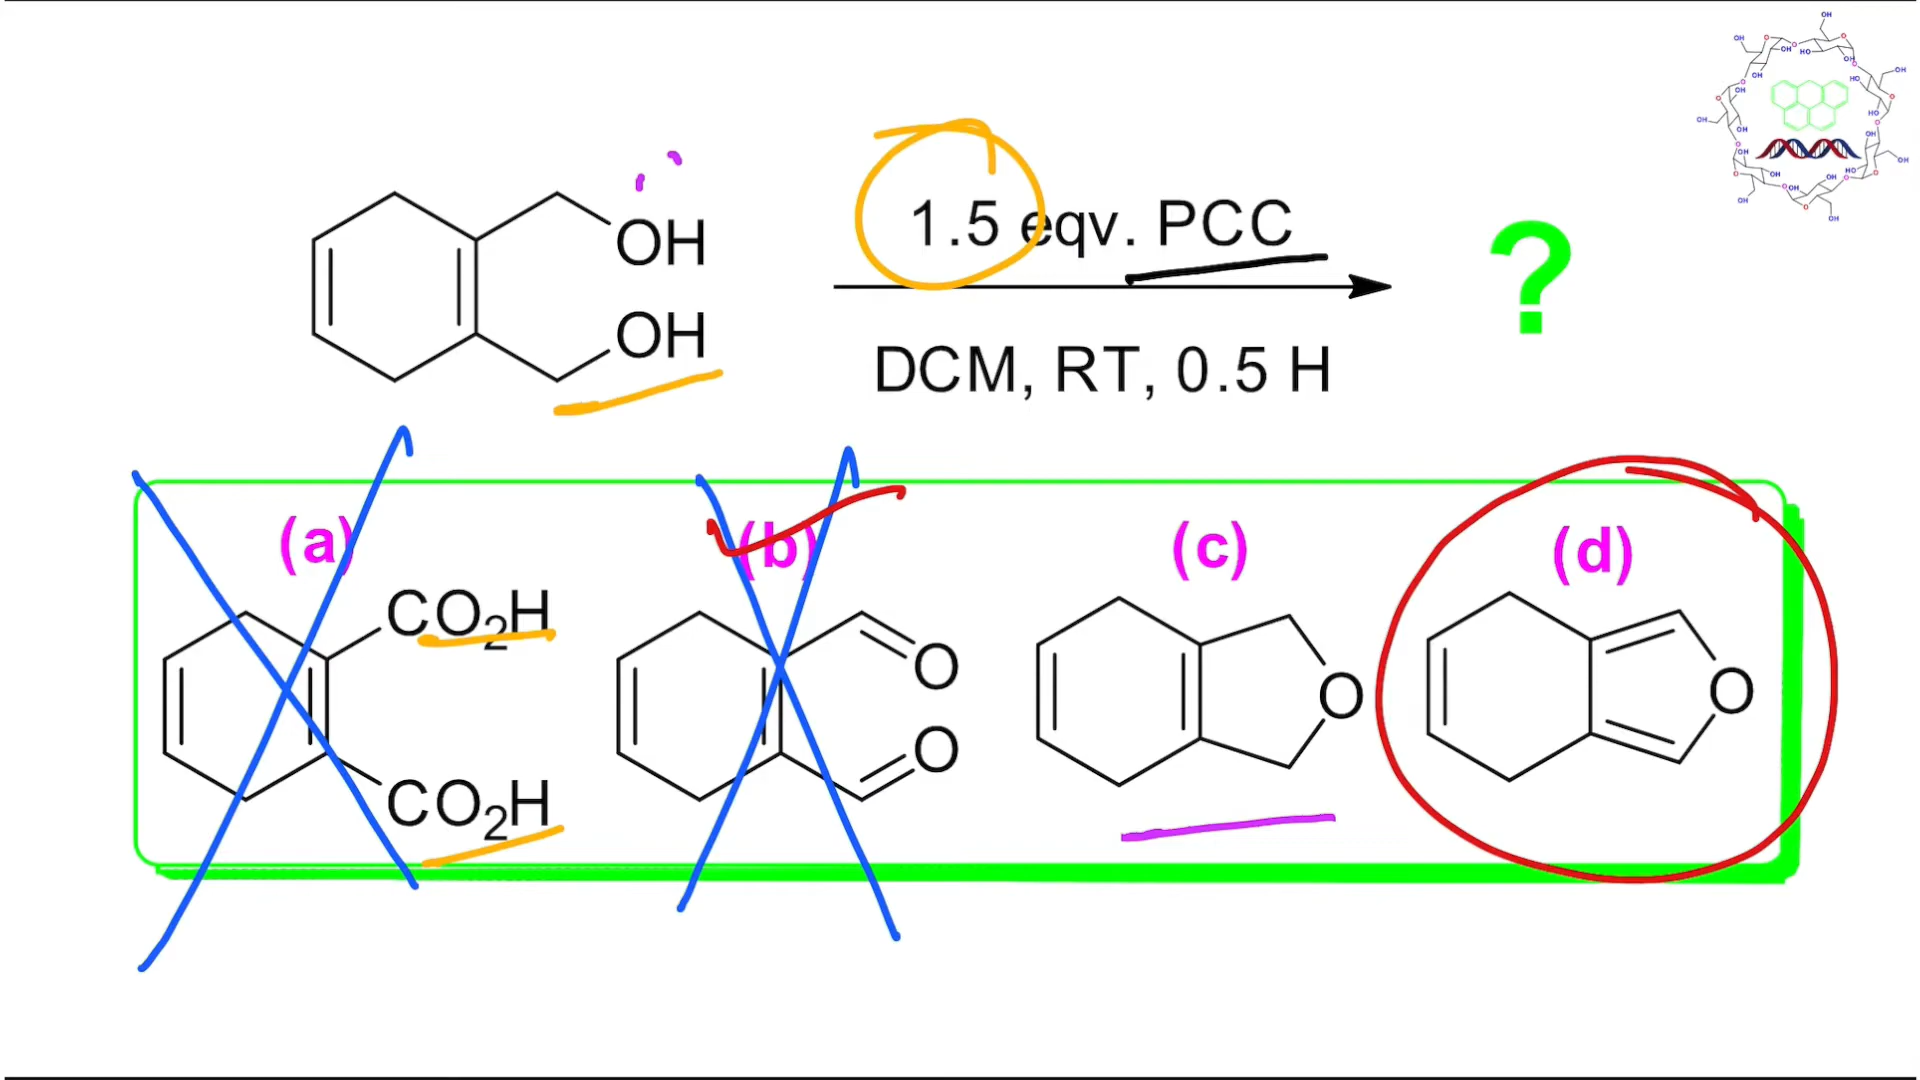 OH
OH
1.5 eqv. PCC
DCM, RT, 0.5 H
?
(a)
(b)
(c)
(d)
CO2H
CO2H
O
O
O
O